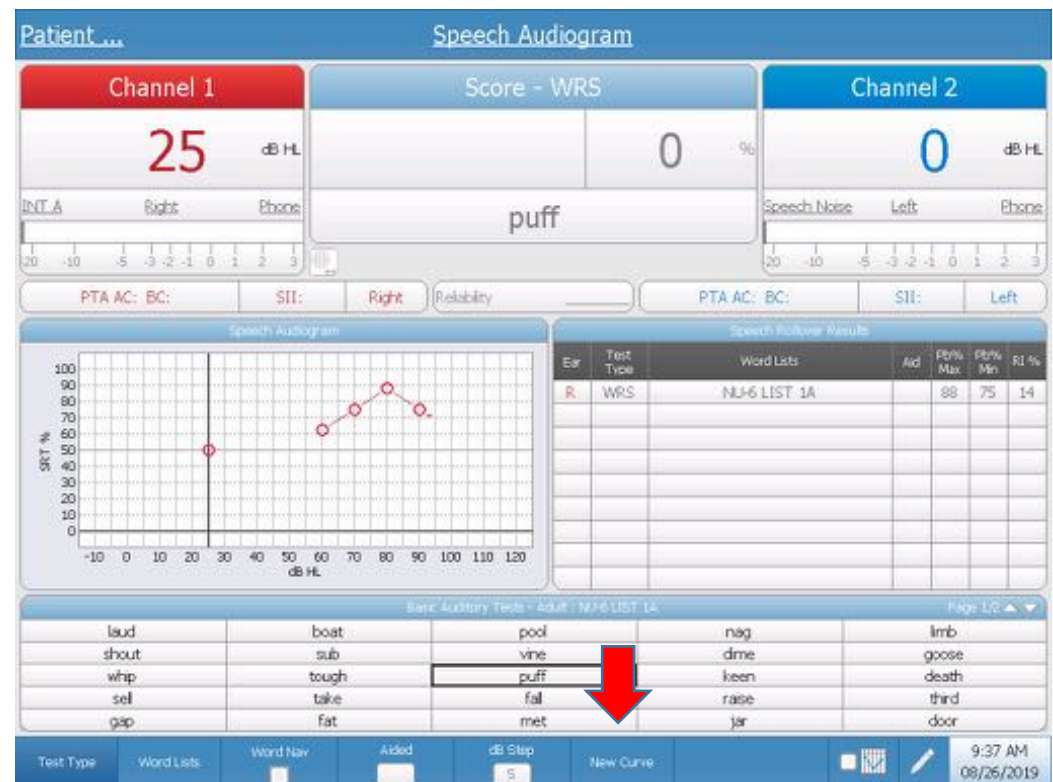 Patient ... Speech Audiogram
Channel 1 Score - WRS Channel 2
25 dB HL 0 % 0 dB HL
INT A Right Phone puff Speech Noise Left Phone
-20 -10 -5 -3 -2 -1 0 1 2 3 -20 -10 -5 -3 -2 -1 0 1 2 3
PTA AC: BC: SII: Right Reliability PTA AC: BC: SII: Left
Speech Audiogram Speech Rollover Results
Ear Test Type Word Lists Aid Pb% Max Pb% Min RI %
R WRS NU-6 LIST 1A 88 75 14
SRT %
100
90
80
70
60
50
40
30
20
10
0
-10 0 10 20 30 40 50 60 70 80 90 100 110 120
dB HL
Basic Auditory Tests - Adult : NU-6 LIST 1A Page 1/2
laud boat pool nag limb
shout sub vine dime goose
whip tough puff keen death
sell take fall raise third
gap fat met jar door
Test Type Word Lists Word Nav Aided dB Step 5 New Curve 9:37 AM
08/26/2019